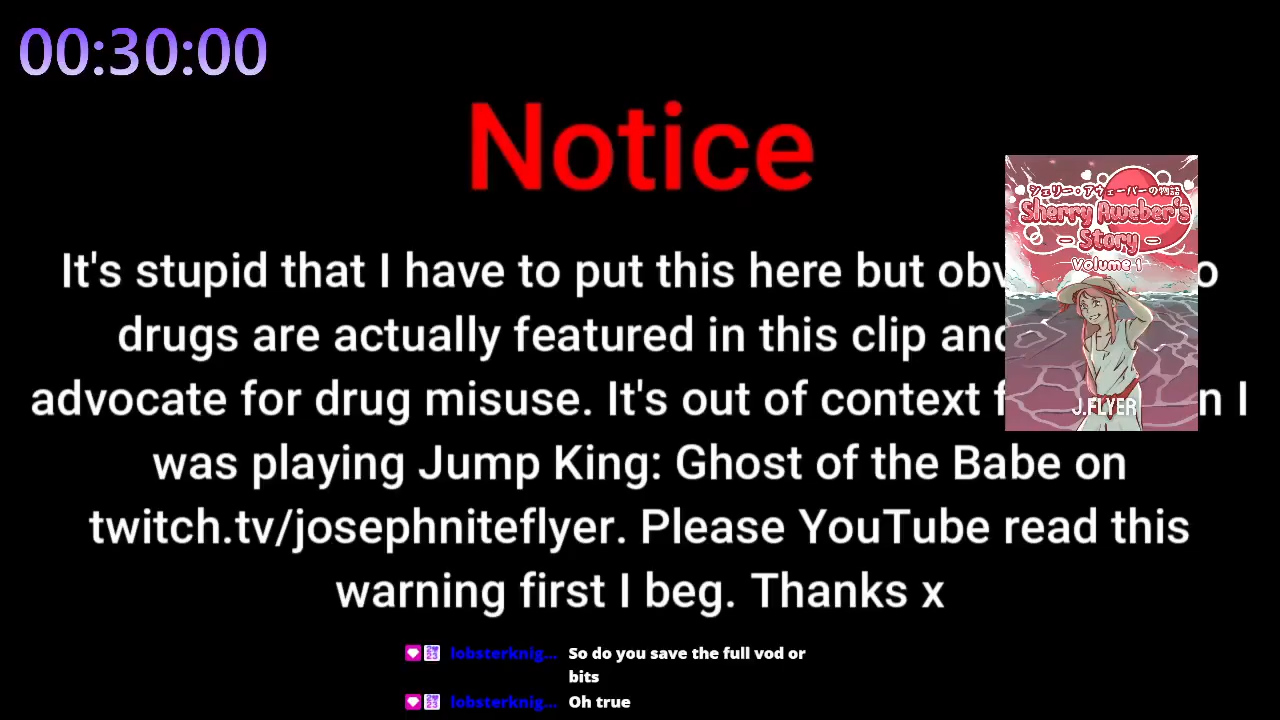 00:30:00
Notice
It's stupid that I have to put this here but
drugs are actually featured in this clip
advocate for drug misuse. It's out of context I
was playing Jump King: Ghost of the Babe on
twitch.tv/josephniteflyer. Please YouTube read this
warning first I beg. Thanks x
シェリー・アウェーバーの物語
Sherry Aweber's
- Story -
Volume 1
J.FLYER
lobsterknig... So do you save the full vod or
bits
lobsterknig... Oh true